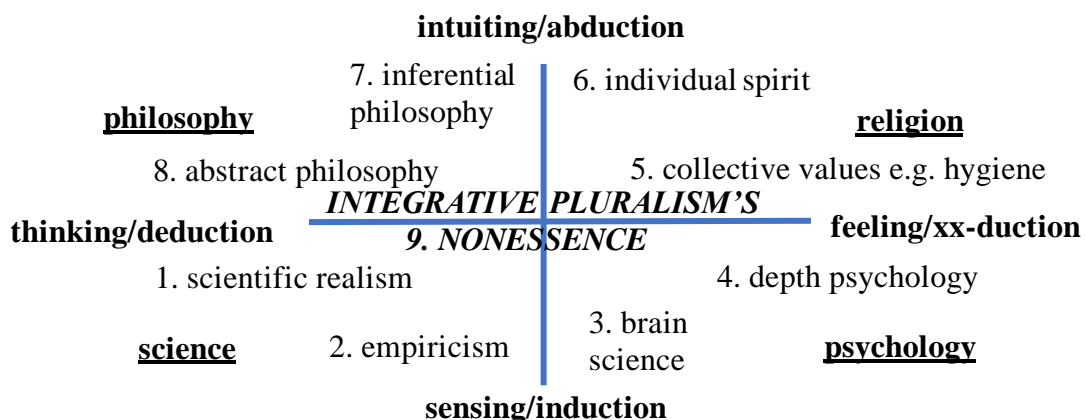 intuiting/abduction
7. inferential
philosophy
6. individual spirit
philosophy
religion
8. abstract philosophy
5. collective values e.g. hygiene
INTEGRATIVE PLURALISM'S
thinking/deduction
9. NONESSENCE
feeling/xx-duction
1. scientific realism
4. depth psychology
3. brain
science
science
2. empiricism
psychology
sensing/induction